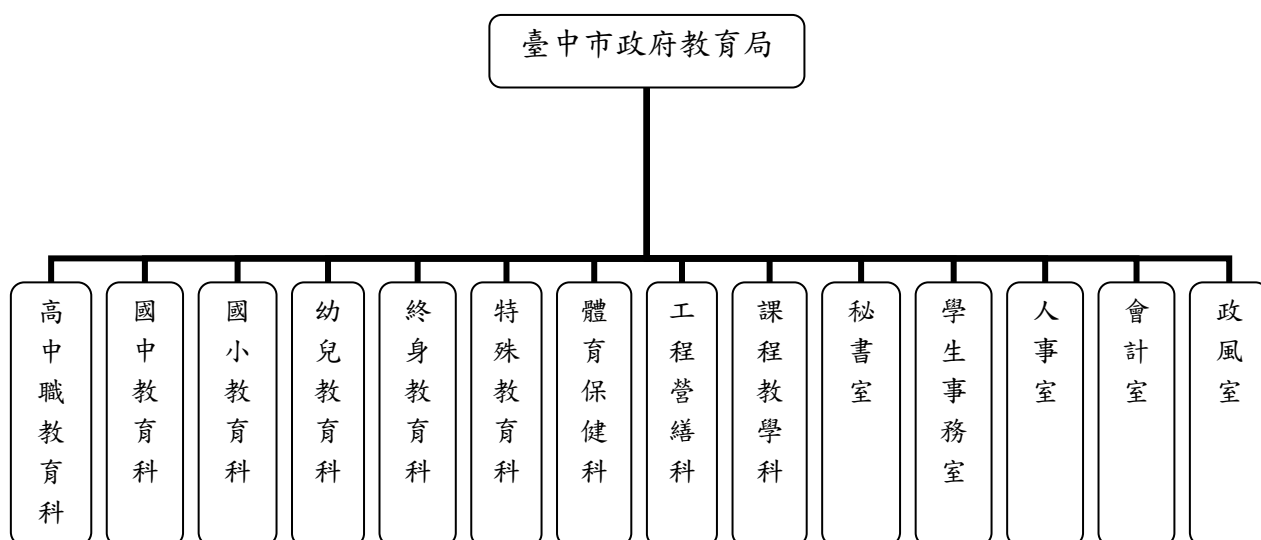 臺中市政府教育局
高中職教育科
國中教育科
國小教育科
幼兒教育科
終身教育科
特殊教育科
體育保健科
工程營繕科
課程教學科
秘書室
學生事務室
人事室
會計室
政風室